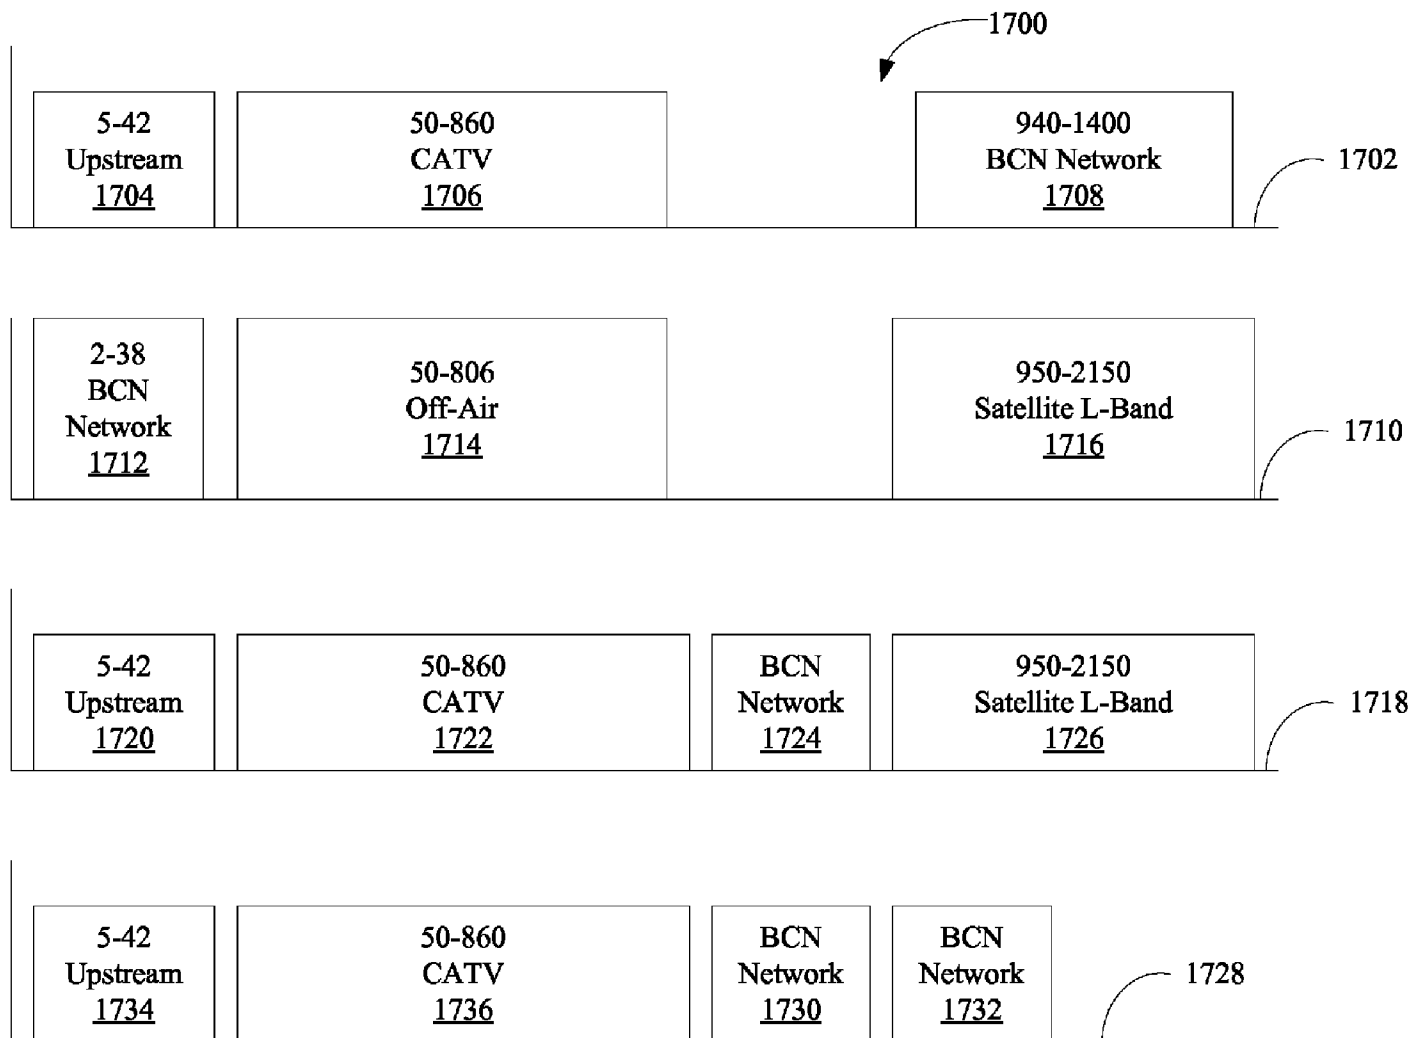 1700
5-42
Upstream
1704
50-860
CATV
1706
940-1400
BCN Network
1708
1702
2-38
BCN
Network
1712
50-806
Off-Air
1714
950-2150
Satellite L-Band
1716
1710
5-42
Upstream
1720
50-860
CATV
1722
BCN
Network
1724
950-2150
Satellite L-Band
1726
1718
5-42
Upstream
1734
50-860
CATV
1736
BCN
Network
1730
BCN
Network
1732
1728